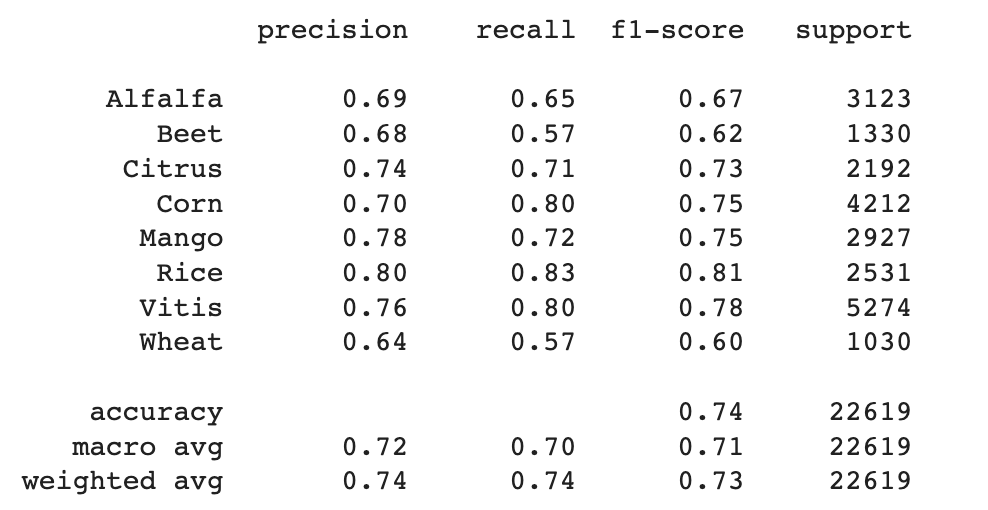 precision recall f1-score support
Alfalfa 0.69 0.65 0.67 3123
Beet 0.68 0.57 0.62 1330
Citrus 0.74 0.71 0.73 2192
Corn 0.70 0.80 0.75 4212
Mango 0.78 0.72 0.75 2927
Rice 0.80 0.83 0.81 2531
Vitis 0.76 0.80 0.78 5274
Wheat 0.64 0.57 0.60 1030
accuracy 0.74 22619
macro avg 0.72 0.70 0.71 22619
weighted avg 0.74 0.74 0.73 22619